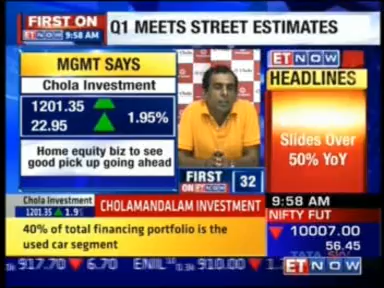 FIRST ON
ET NOW 9:58 AM
Q1 MEETS STREET ESTIMATES
MGMT SAYS
Chola Investment
1201.35
22.95
1.95%
Home equity biz to see
good pick up going ahead
ET NOW
HEADLINES
Slides Over
50% YoY
FIRST
ON ET NOW
32
Chola Investment
1201.35 1.9%
CHOLAMANDALAM INVESTMENT
40% of total financing portfolio is the
used car segment
9:58 AM
NIFTY FUT
10007.00
56.45
TATA sky
917.70 6.70 ENIL 910.00
ET NOW